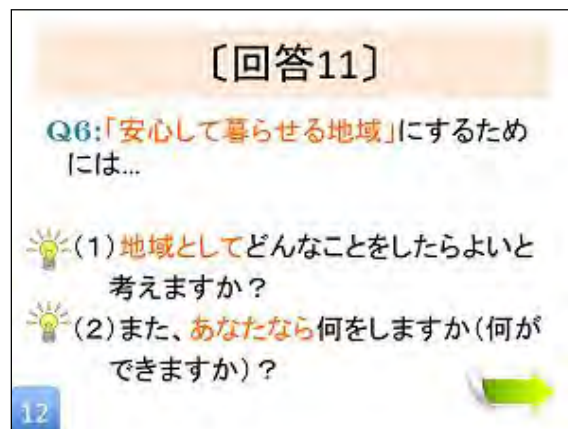 〔回答11〕
Q6:「安心して暮らせる地域」にするため
には…
(1)地域としてどんなことをしたらよいと
考えますか？
(2)また、あなたなら何をしますか(何が
できますか)？
12